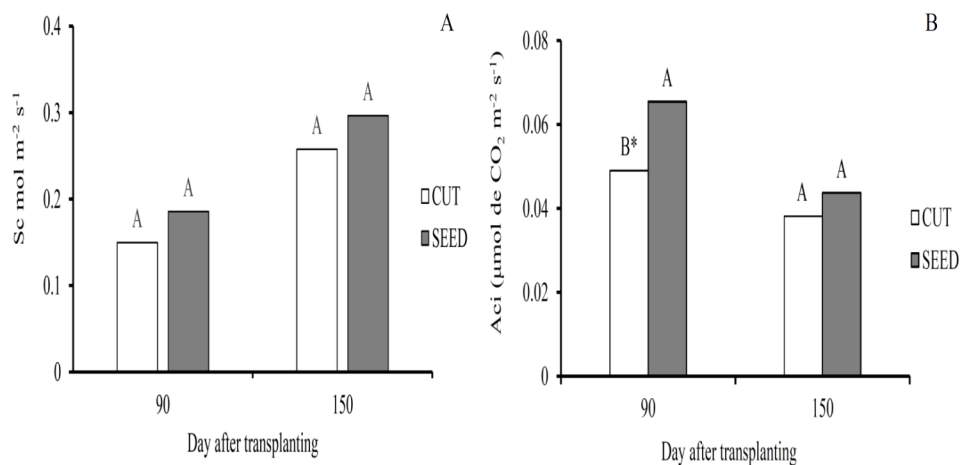 A
Sc mol m⁻² s⁻¹
0.4
0.3
0.2
0.1
0
A
A
A
A
CUT
SEED
90
150
Day after transplanting
B
Aci (µmol de CO₂ m⁻² s⁻¹)
0.08
0.06
0.04
0.02
0
B*
A
A
A
CUT
SEED
90
150
Day after transplanting